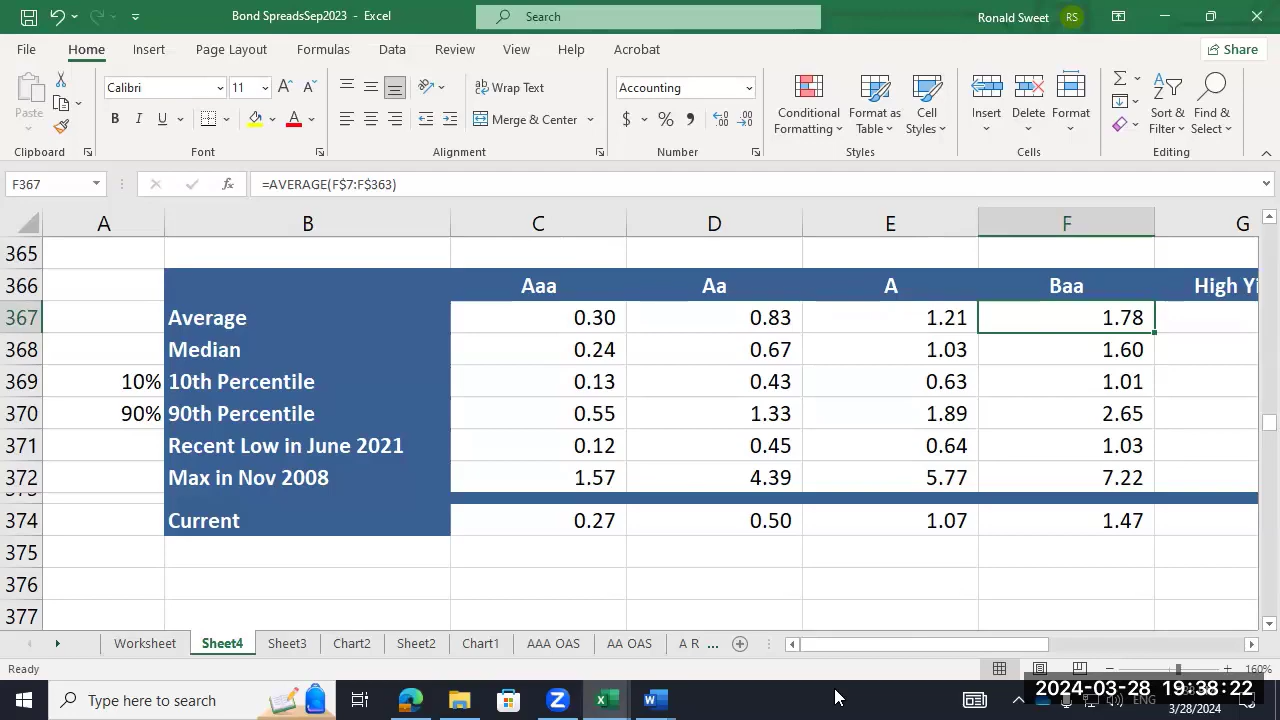 Bond SpreadsSep2023 - Excel
Search
Ronald Sweet RS
File Home Insert Page Layout Formulas Data Review View Help Acrobat Share
Paste
Clipboard
Calibri 11
B I U
Font
Wrap Text
Merge & Center
Alignment
Accounting
$ %
Number
Conditional Formatting
Format as Table
Cell Styles
Styles
Insert Delete Format
Cells
Sort & Filter
Find & Select
Editing
F367 fx =AVERAGE(F$7:F$363)
A B C D E F G
365
366 Aaa Aa A Baa High Yi
367 Average 0.30 0.83 1.21 1.78
368 Median 0.24 0.67 1.03 1.60
369 10% 10th Percentile 0.13 0.43 0.63 1.01
370 90% 90th Percentile 0.55 1.33 1.89 2.65
371 Recent Low in June 2021 0.12 0.45 0.64 1.03
372 Max in Nov 2008 1.57 4.39 5.77 7.22
374 Current 0.27 0.50 1.07 1.47
375
376
377
Worksheet Sheet4 Sheet3 Chart2 Sheet2 Chart1 AAA OAS AA OAS A R ...
Ready 160%
Type here to search
2024-03-28 19:38:22
ENG
3/28/2024